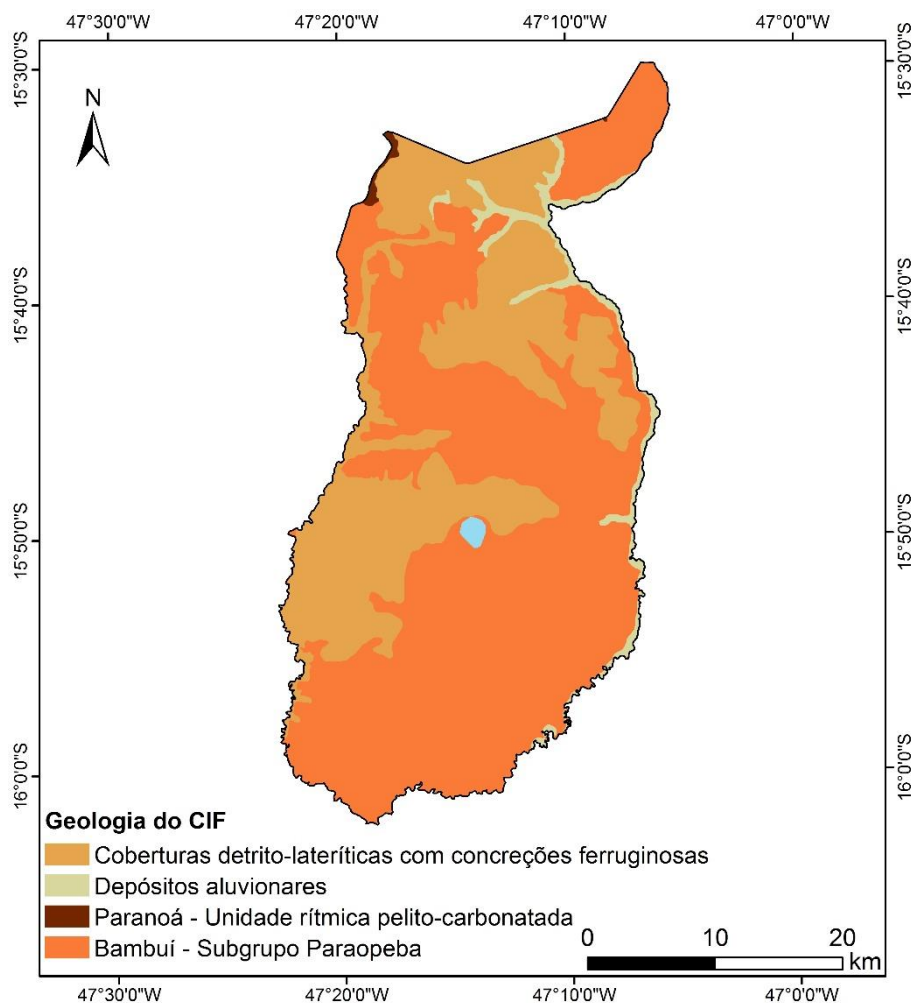 47°30'0"W 47°20'0"W 47°10'0"W 47°0'0"W
15°30'0"S 15°30'0"S
N
15°40'0"S 15°40'0"S
15°50'0"S 15°50'0"S
16°0'0"S 16°0'0"S
Geologia do CIF
Coberturas detrito-lateríticas com concreções ferruginosas
Depósitos aluvionares
Paranoá - Unidade rítmica pelito-carbonatada
Bambuí - Subgrupo Paraopeba
0 10 20
km
47°30'0"W 47°20'0"W 47°10'0"W 47°0'0"W